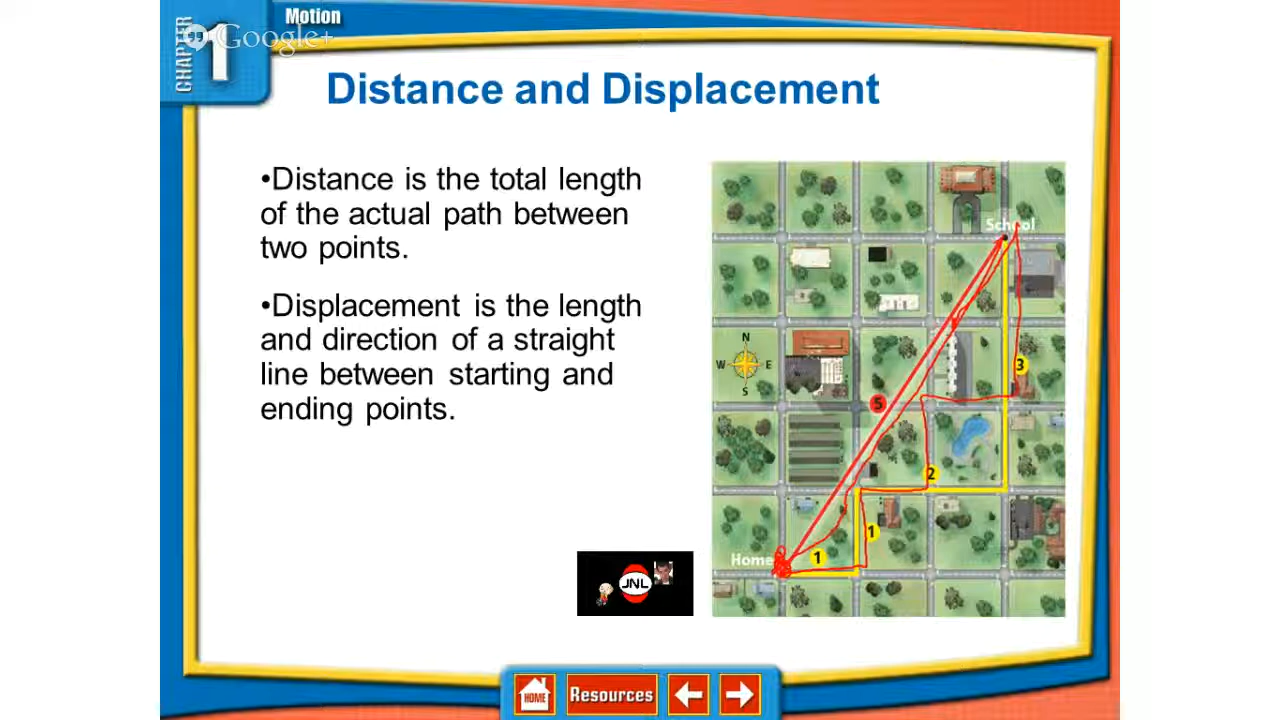 Motion
CHAPTER
1
Google+
Distance and Displacement
•Distance is the total length
of the actual path between
two points.
•Displacement is the length
and direction of a straight
line between starting and
ending points.
School
N
W E
S
3
5
2
1
Home
1
JNL
HOME
Resources